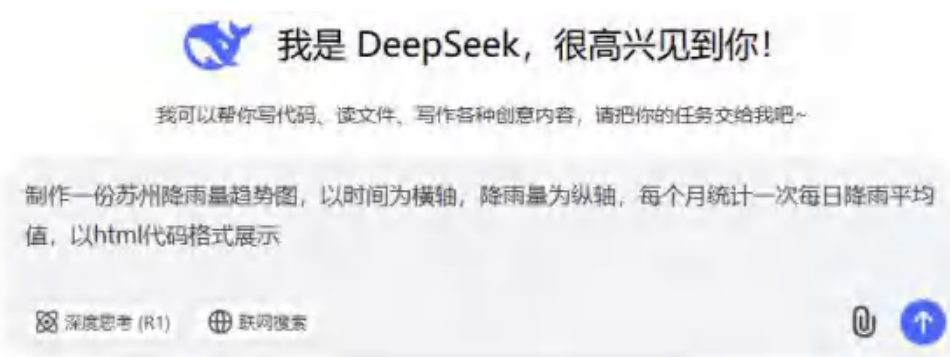 我是 DeepSeek，很高兴见到你！
我可以帮你写代码、读文件、写作各种创意内容，请把你的任务交给我吧~
制作一份苏州降雨量趋势图，以时间为横轴，降雨量为纵轴，每个月统计一次每日降雨平均
值，以html代码格式展示
深度思考 (R1) 联网搜索